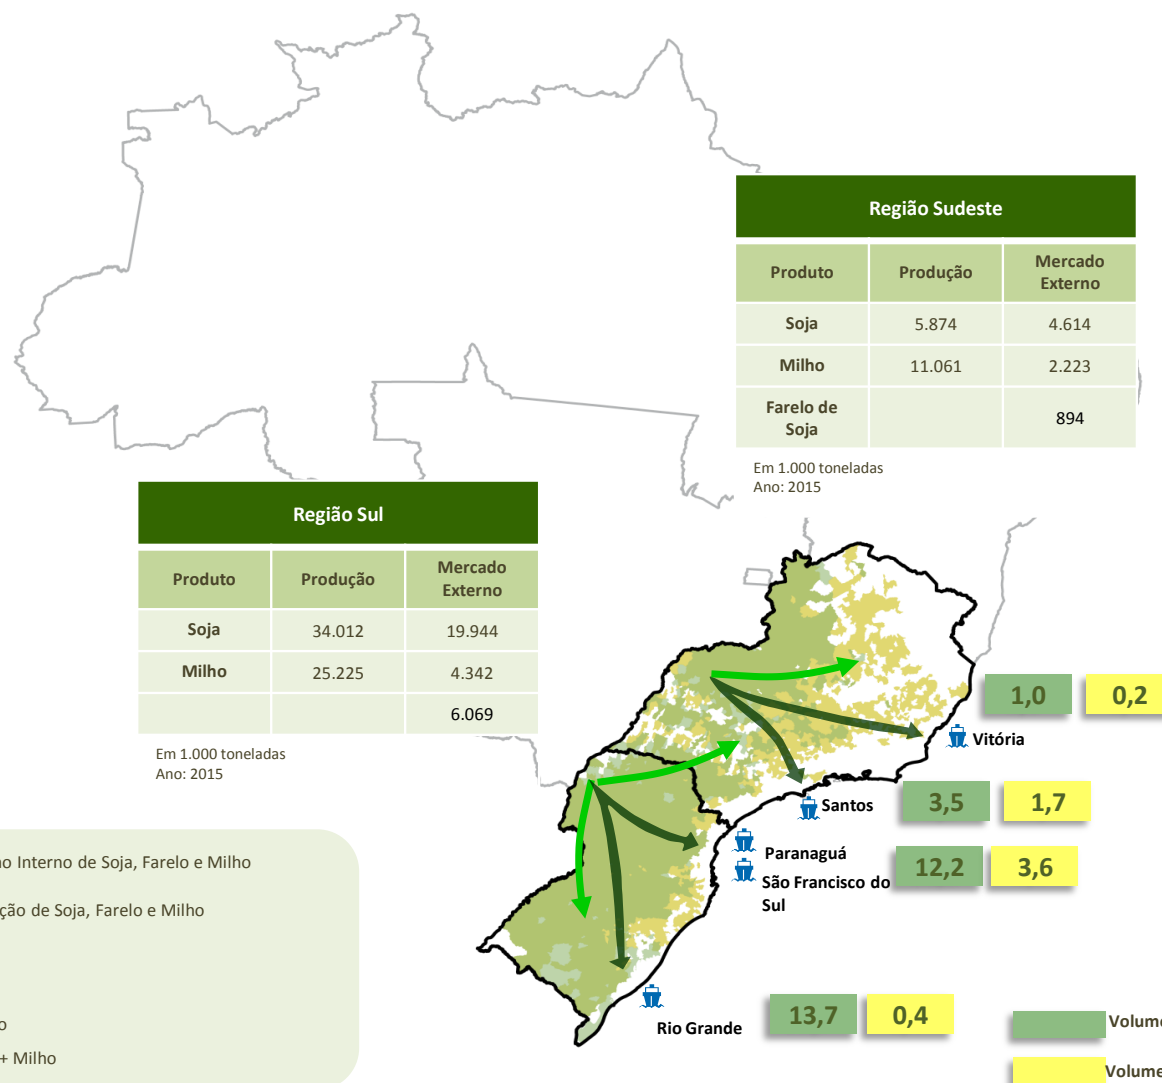 Região Sudeste
Produto Produção Mercado Externo
Soja 5.874 4.614
Milho 11.061 2.223
Farelo de Soja 894
Em 1.000 toneladas
Ano: 2015
Região Sul
Produto Produção Mercado Externo
Soja 34.012 19.944
Milho 25.225 4.342
6.069
Em 1.000 toneladas
Ano: 2015
1,0 0,2
Vitória
Santos 3,5 1,7
Paranaguá
São Francisco do
Sul
12,2 3,6
Rio Grande 13,7 0,4
Interno de Soja, Farelo e Milho
de Soja, Farelo e Milho
+ Milho
Volume
Volume